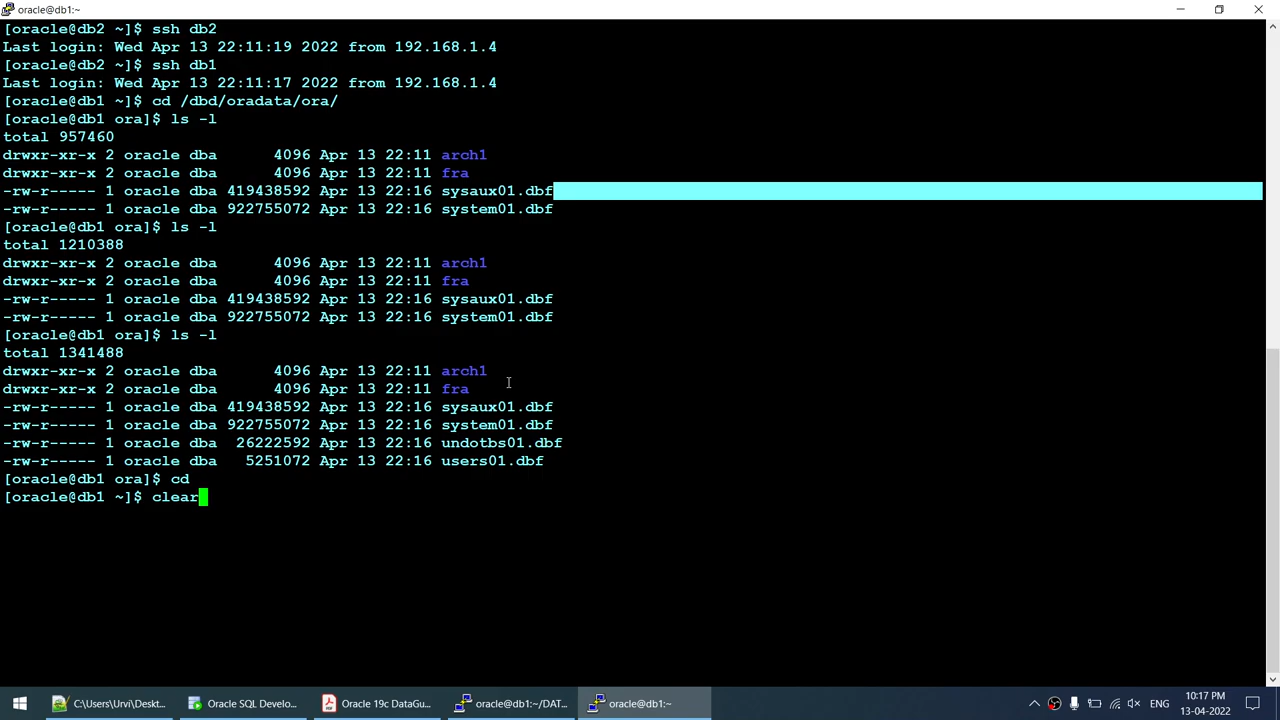 oracle@db1:~
[oracle@db2 ~]$ ssh db2
Last login: Wed Apr 13 22:11:19 2022 from 192.168.1.4
[oracle@db2 ~]$ ssh db1
Last login: Wed Apr 13 22:11:17 2022 from 192.168.1.4
[oracle@db1 ~]$ cd /dbd/oradata/ora/
[oracle@db1 ora]$ ls -l
total 957460
drwxr-xr-x 2 oracle dba      4096 Apr 13 22:11 arch1
drwxr-xr-x 2 oracle dba      4096 Apr 13 22:11 fra
-rw-r----- 1 oracle dba 419438592 Apr 13 22:16 sysaux01.dbf
-rw-r----- 1 oracle dba 922755072 Apr 13 22:16 system01.dbf
[oracle@db1 ora]$ ls -l
total 1210388
drwxr-xr-x 2 oracle dba      4096 Apr 13 22:11 arch1
drwxr-xr-x 2 oracle dba      4096 Apr 13 22:11 fra
-rw-r----- 1 oracle dba 419438592 Apr 13 22:16 sysaux01.dbf
-rw-r----- 1 oracle dba 922755072 Apr 13 22:16 system01.dbf
[oracle@db1 ora]$ ls -l
total 1341488
drwxr-xr-x 2 oracle dba      4096 Apr 13 22:11 arch1
drwxr-xr-x 2 oracle dba      4096 Apr 13 22:11 fra
-rw-r----- 1 oracle dba 419438592 Apr 13 22:16 sysaux01.dbf
-rw-r----- 1 oracle dba 922755072 Apr 13 22:16 system01.dbf
-rw-r----- 1 oracle dba  26222592 Apr 13 22:16 undotbs01.dbf
-rw-r----- 1 oracle dba   5251072 Apr 13 22:16 users01.dbf
[oracle@db1 ora]$ cd
[oracle@db1 ~]$ clear
C:\Users\Urvi\Deskt... Oracle SQL Develo... Oracle 19c DataGu... oracle@db1:~/DAT... oracle@db1:~ ENG 10:17 PM
13-04-2022